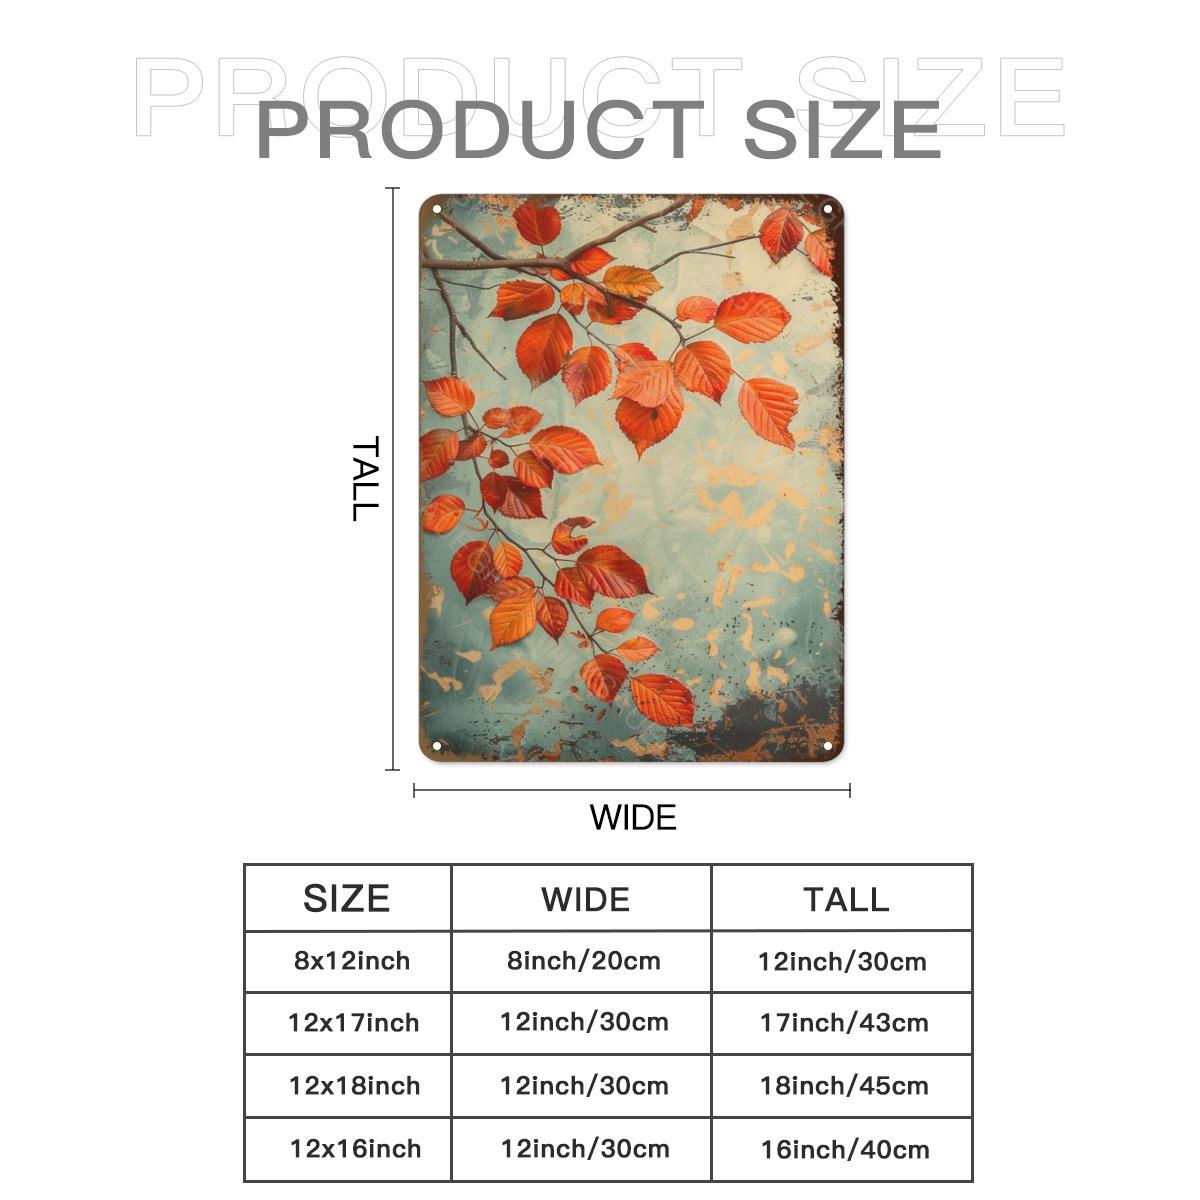 PRODUCT SIZE
PRODUCT SIZE
TALL
WIDE
SIZE WIDE TALL
8x12inch 8inch/20cm 12inch/30cm
12x17inch 12inch/30cm 17inch/43cm
12x18inch 12inch/30cm 18inch/45cm
12x16inch 12inch/30cm 16inch/40cm